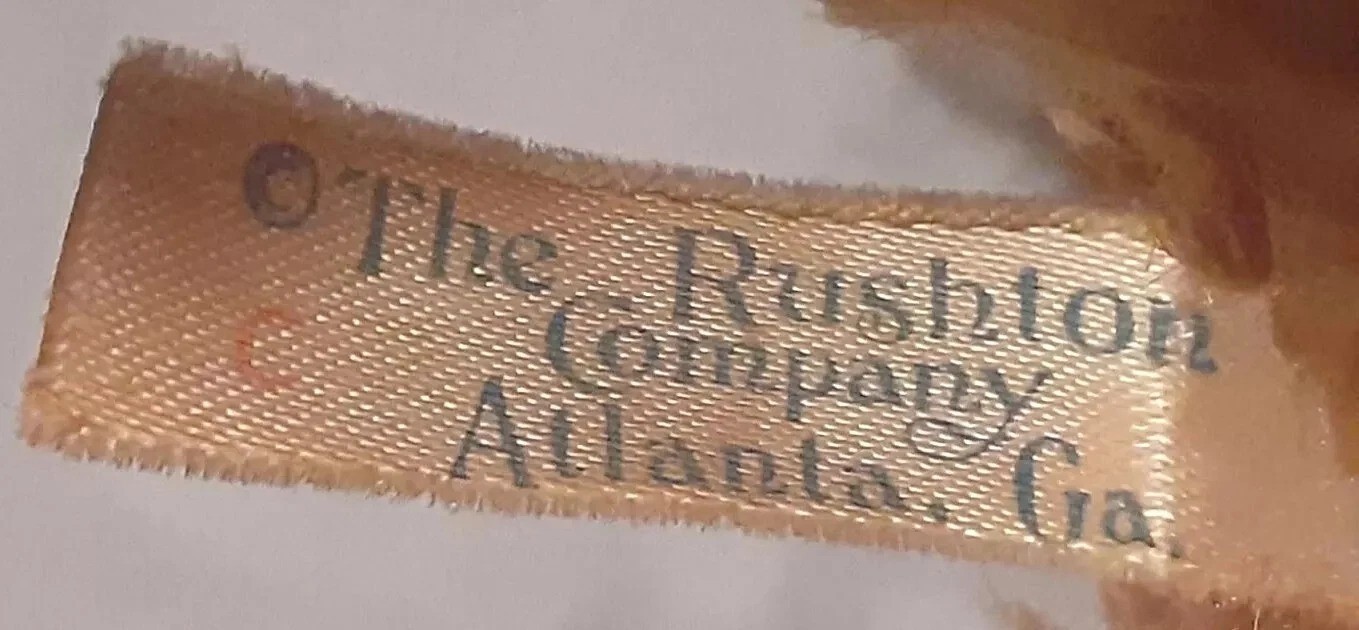 © The Rushton
Company
Atlanta, Ga.
C